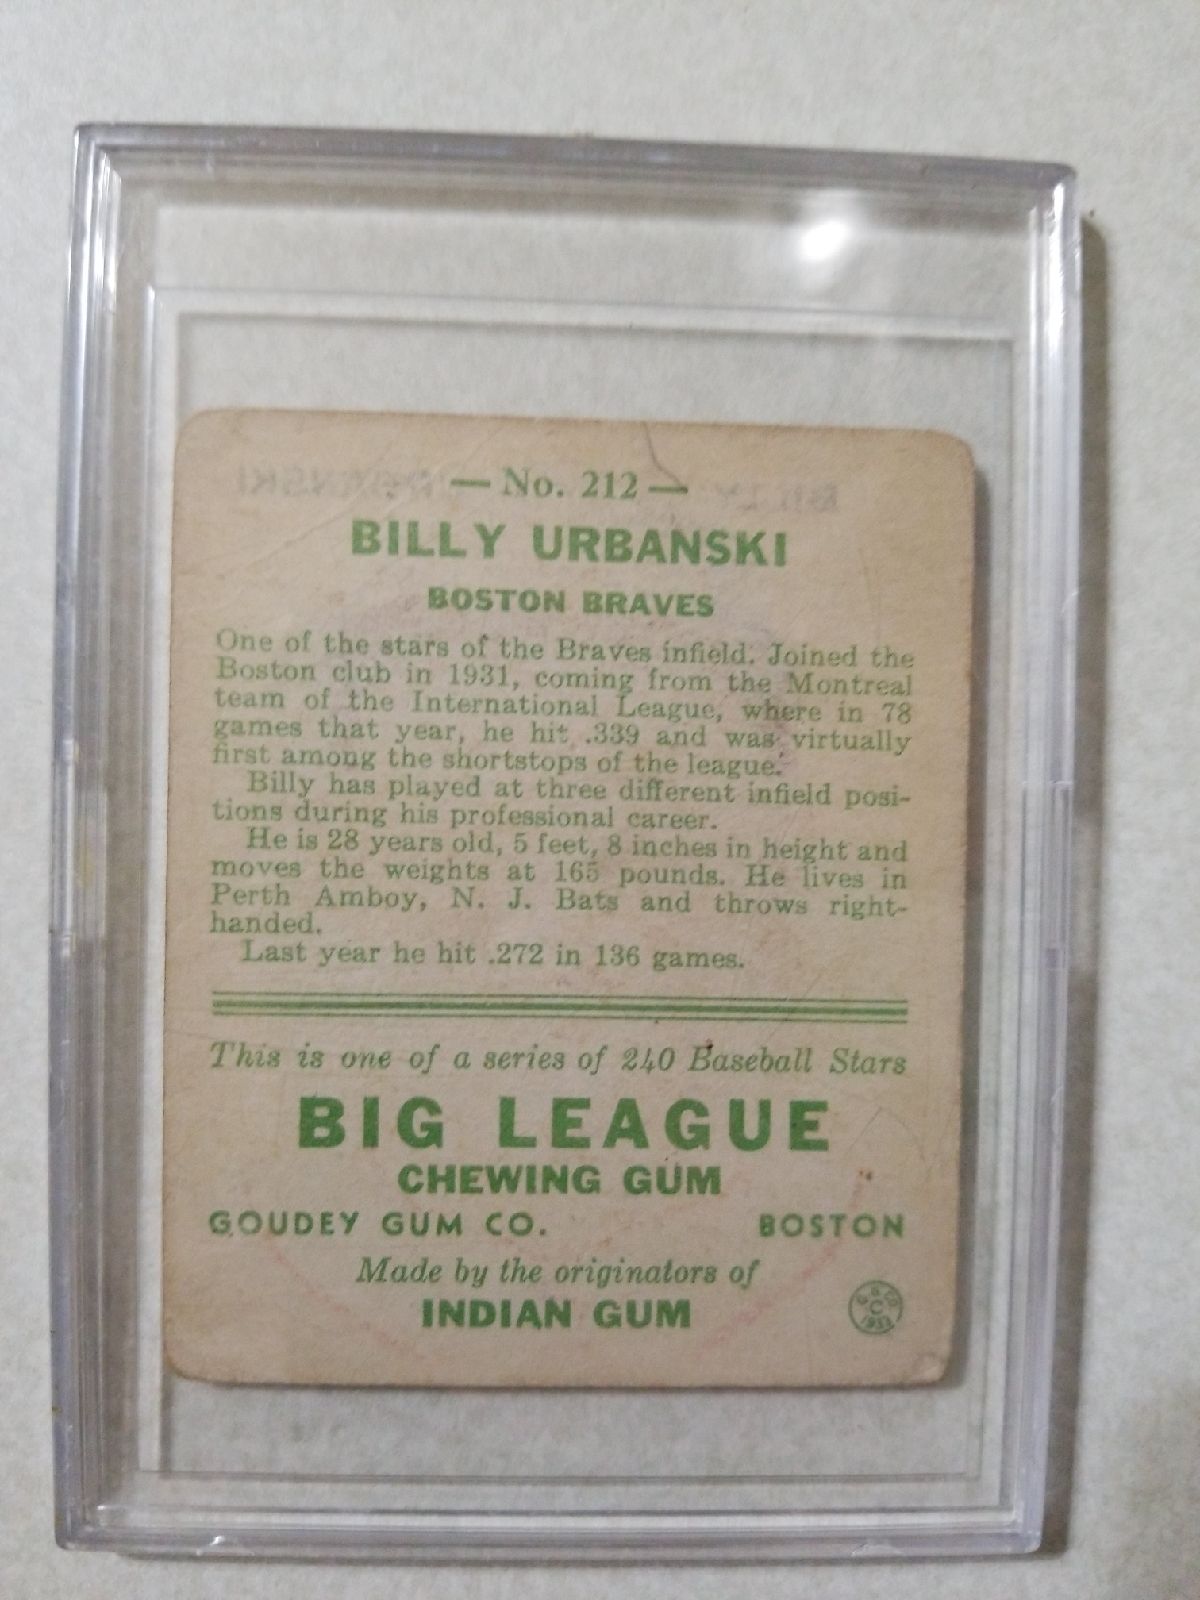 — No. 212 —
BILLY URBANSKI
BOSTON BRAVES
One of the stars of the Braves infield. Joined the
Boston club in 1931, coming from the Montreal
team of the International League, where in 78
games that year, he hit .339 and was virtually
first among the shortstops of the league.
Billy has played at three different infield posi-
tions during his professional career.
He is 28 years old, 5 feet, 8 inches in height and
moves the weights at 165 pounds. He lives in
Perth Amboy, N. J. Bats and throws right-
handed.
Last year he hit .272 in 136 games.
This is one of a series of 240 Baseball Stars
BIG LEAGUE
CHEWING GUM
GOUDEY GUM CO. BOSTON
Made by the originators of
INDIAN GUM
G. G. CO.
C
1933